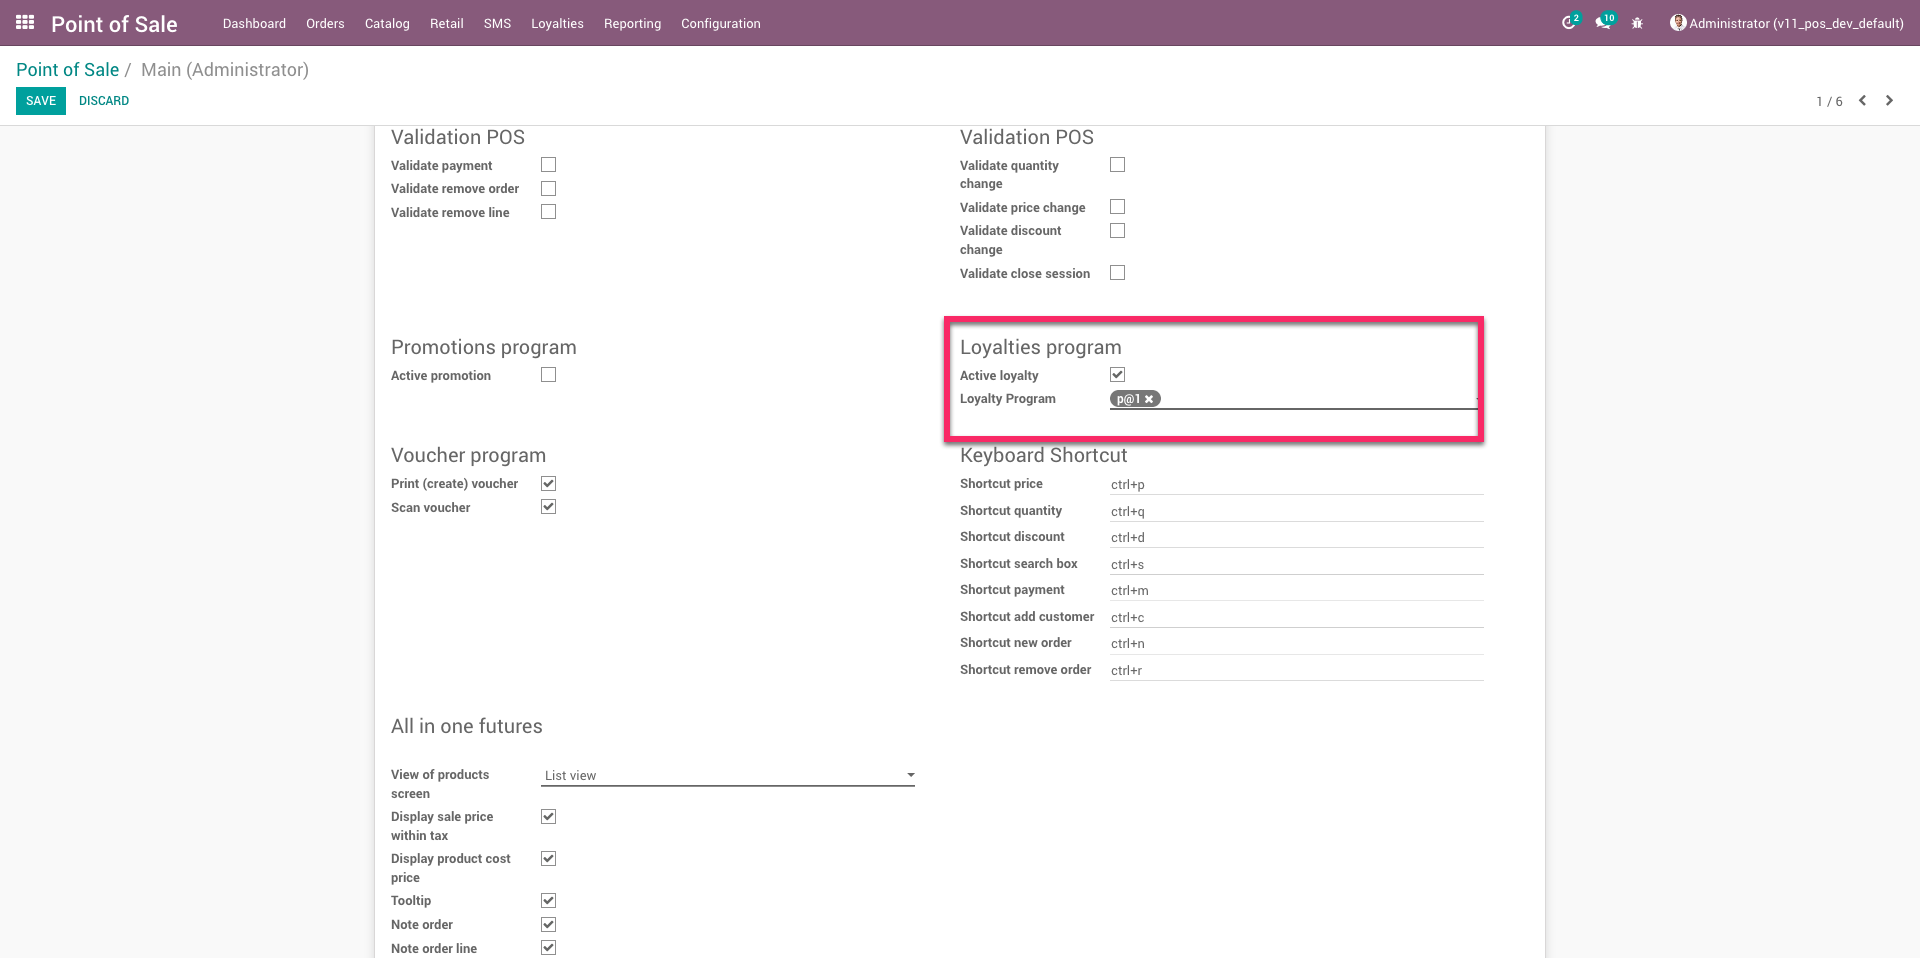 Point of Sale Dashboard Orders Catalog Retail SMS Loyalties Reporting Configuration 2 10 Administrator (v11_pos_dev_default)
Point of Sale / Main (Administrator)
SAVE DISCARD 1 / 6
Validation POS
Validate payment
Validate remove order
Validate remove line
Validation POS
Validate quantity
change
Validate price change
Validate discount
change
Validate close session
Promotions program
Active promotion
Loyalties program
Active loyalty
Loyalty Program p@1
Voucher program
Print (create) voucher
Scan voucher
Keyboard Shortcut
Shortcut price ctrl+p
Shortcut quantity ctrl+q
Shortcut discount ctrl+d
Shortcut search box ctrl+s
Shortcut payment ctrl+m
Shortcut add customer ctrl+c
Shortcut new order ctrl+n
Shortcut remove order ctrl+r
All in one futures
View of products List view
screen
Display sale price
within tax
Display product cost
price
Tooltip
Note order
Note order line